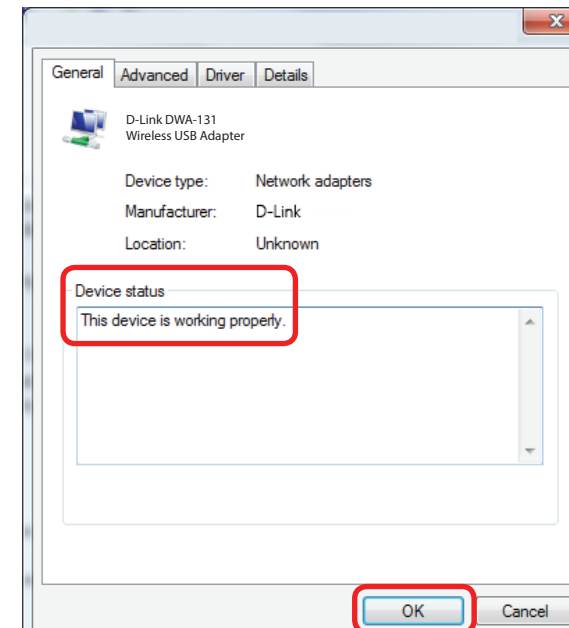 General Advanced Driver Details
D-Link DWA-131
Wireless USB Adapter
Device type: Network adapters
Manufacturer: D-Link
Location: Unknown
Device status
This device is working properly.
OK Cancel